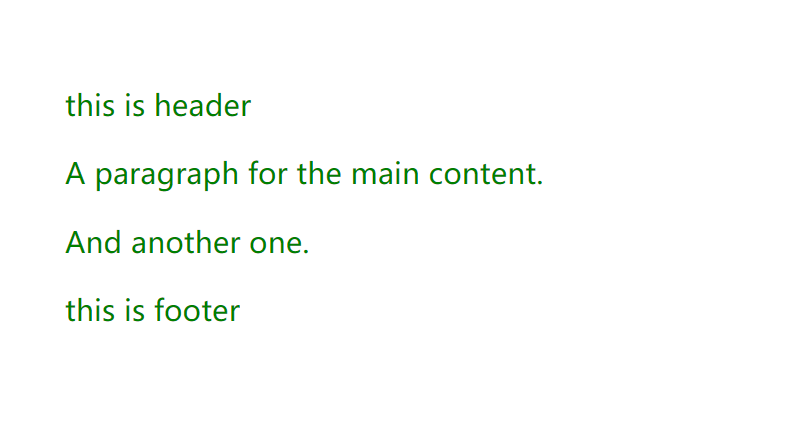 this is header
A paragraph for the main content.
And another one.
this is footer